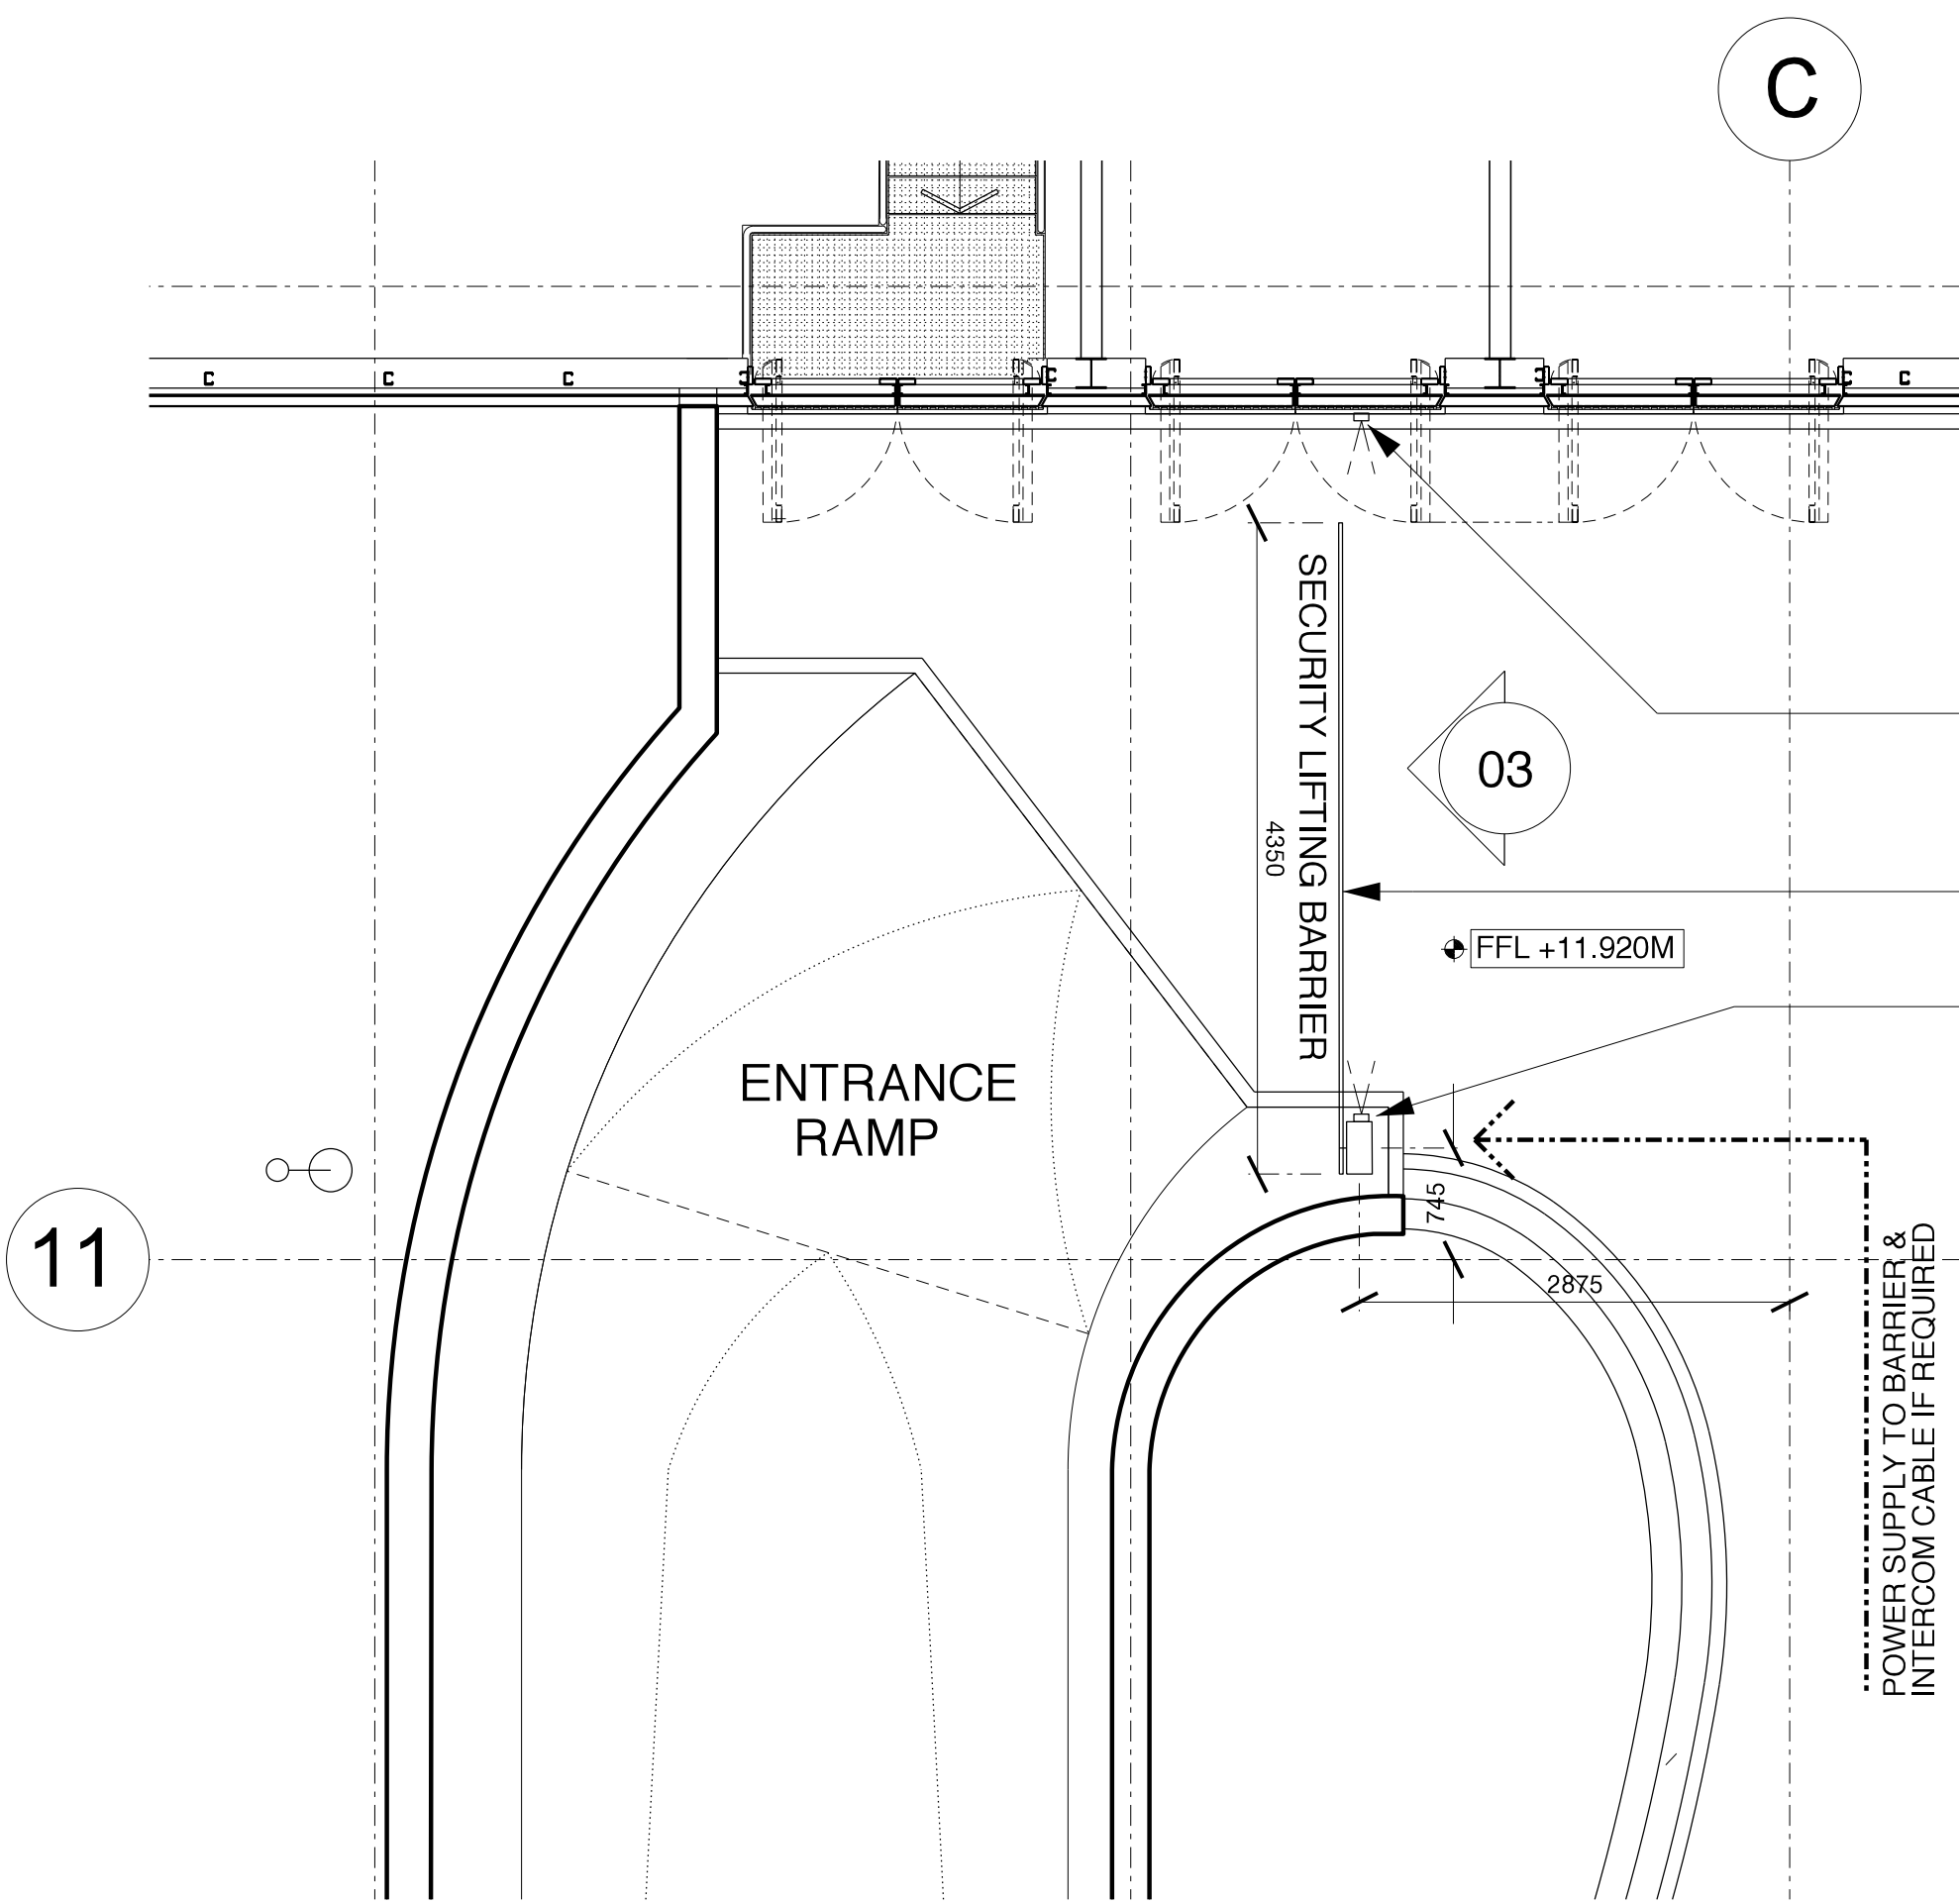 C
SECURITY LIFTING BARRIER
4350
03
FFL +11.920M
ENTRANCE
RAMP
11
745
2875
POWER SUPPLY TO BARRIER &
INTERCOM CABLE IF REQUIRED